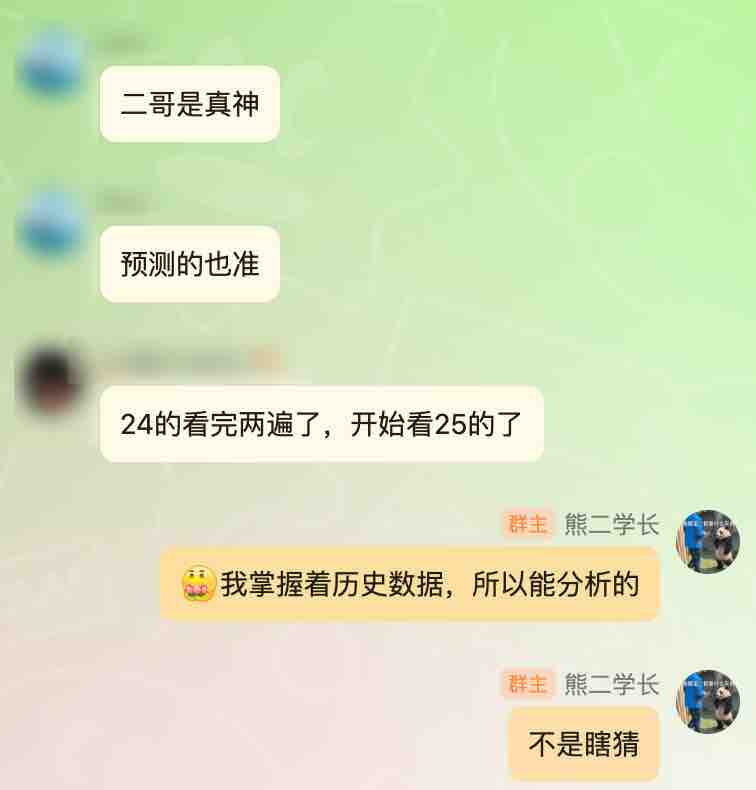 二哥是真神
预测的也准
24的看完两遍了，开始看25的了
群主 熊二学长
我掌握着历史数据，所以能分析的
群主 熊二学长
不是瞎猜